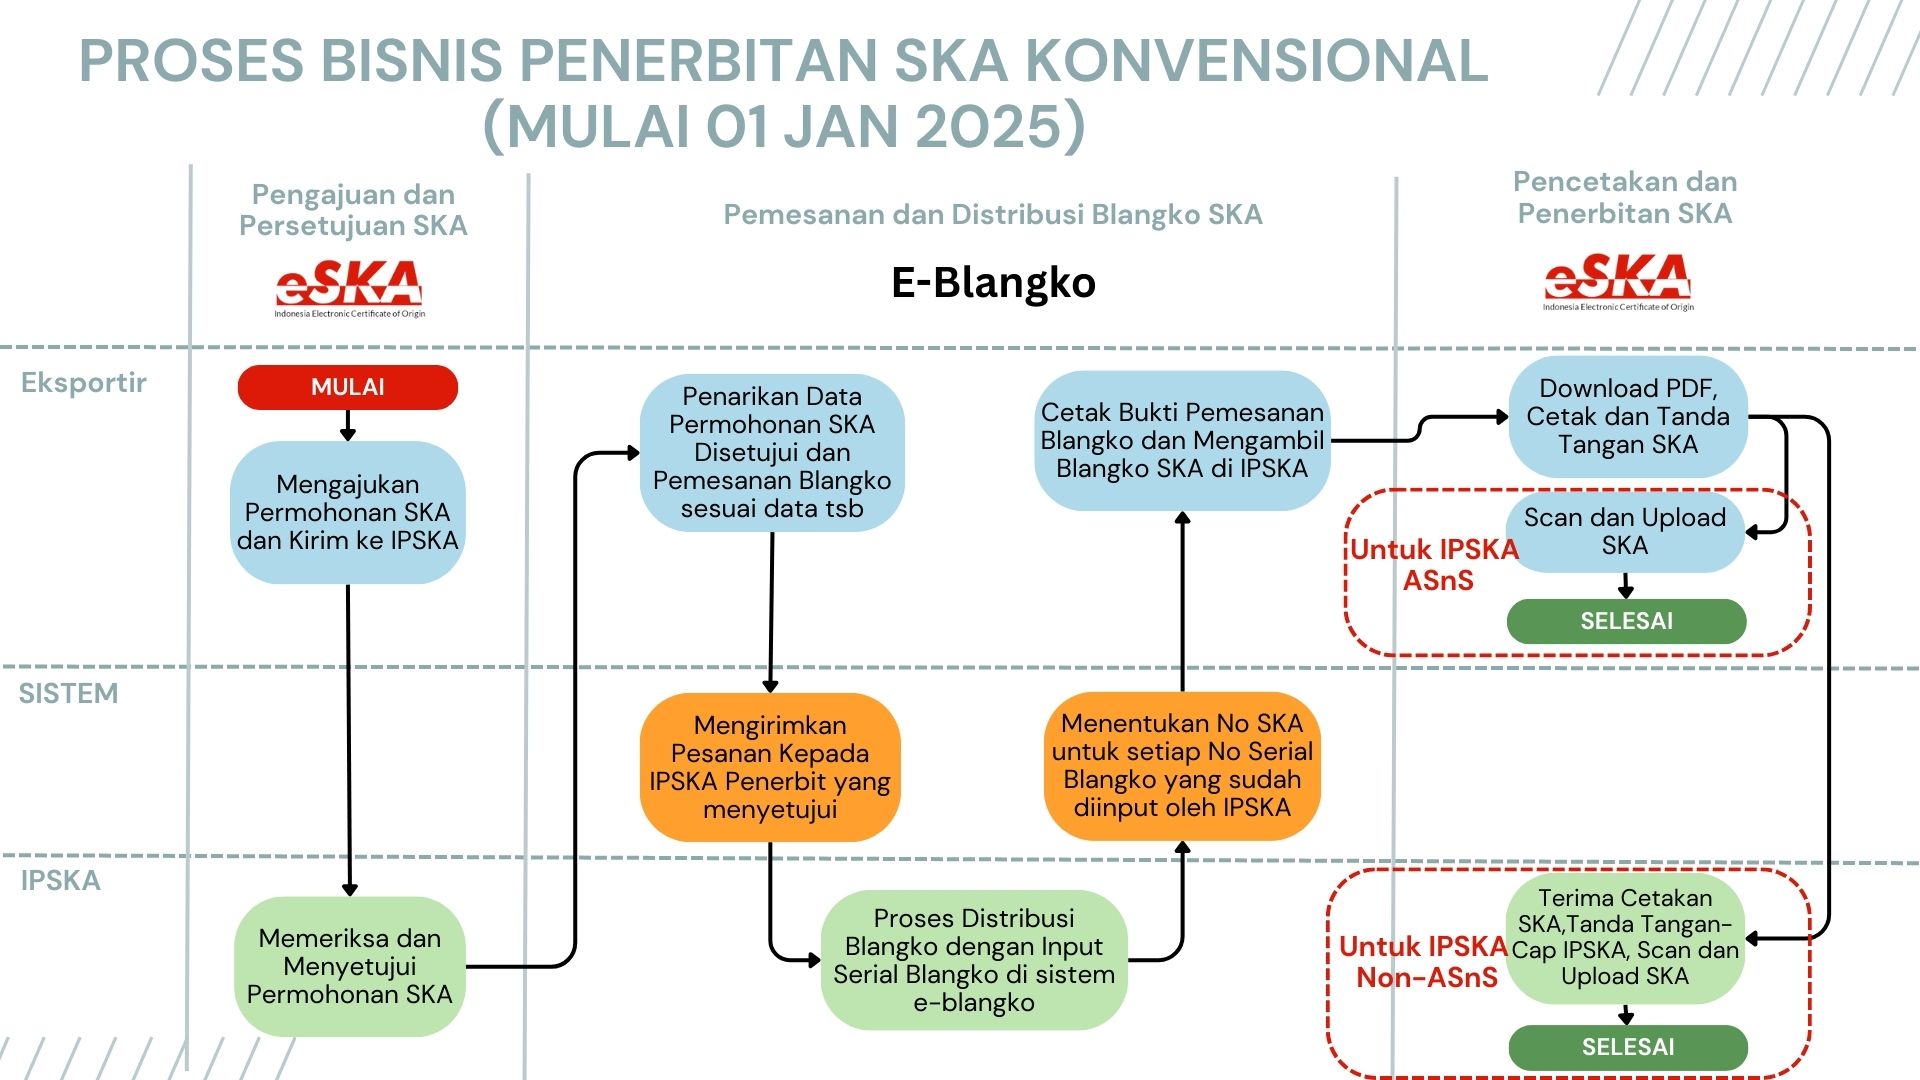 PROSES BISNIS PENERBITAN SKA KONVENSIONAL
(MULAI 01 JAN 2025)
Pengajuan dan
Persetujuan SKA
eSKA
Indonesia Electronic Certificate of Origin
Pemesanan dan Distribusi Blangko SKA
E-Blangko
Pencetakan dan
Penerbitan SKA
eSKA
Indonesia Electronic Certificate of Origin
Eksportir
MULAI
Mengajukan
Permohonan SKA
dan Kirim ke IPSKA
Penarikan Data
Permohonan SKA
Disetujui dan
Pemesanan Blangko
sesuai data tsb
Cetak Bukti Pemesanan
Blangko dan Mengambil
Blangko SKA di IPSKA
Download PDF,
Cetak dan Tanda
Tangan SKA
Untuk IPSKA
ASnS
Scan dan Upload
SKA
SELESAI
SISTEM
Mengirimkan
Pesanan Kepada
IPSKA Penerbit yang
menyetujui
Menentukan No SKA
untuk setiap No Serial
Blangko yang sudah
diinput oleh IPSKA
IPSKA
Memeriksa dan
Menyetujui
Permohonan SKA
Proses Distribusi
Blangko dengan Input
Serial Blangko di sistem
e-blangko
Untuk IPSKA
Non-ASnS
Terima Cetakan
SKA,Tanda Tangan-
Cap IPSKA, Scan dan
Upload SKA
SELESAI